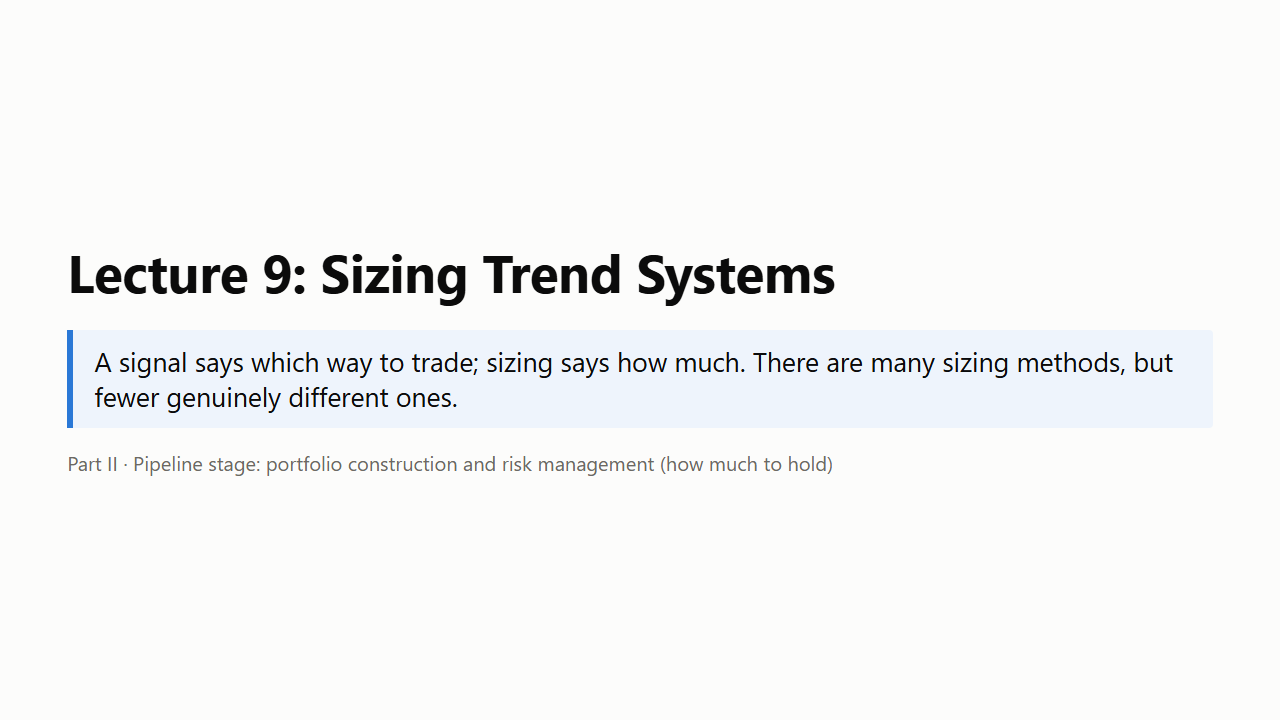 Lecture 9: Sizing Trend Systems
A signal says which way to trade; sizing says how much. There are many sizing methods, but
fewer genuinely different ones.
Part II · Pipeline stage: portfolio construction and risk management (how much to hold)